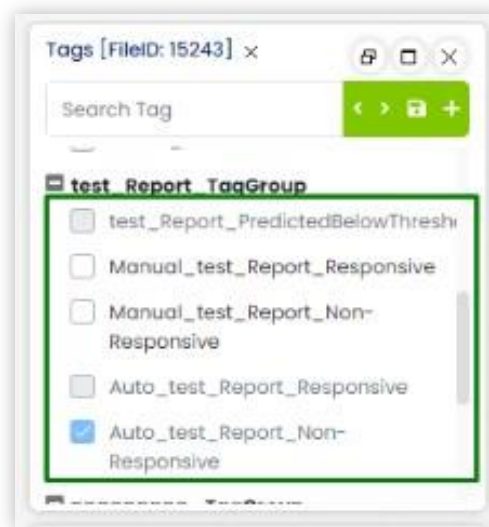 Tags [FileID: 15243] ×
Search Tag
test_Report_TagGroup
test_Report_PredictedBelowThresh
Manual_test_Report_Responsive
Manual_test_Report_Non-
Responsive
Auto_test_Report_Responsive
Auto_test_Report_Non-
Responsive